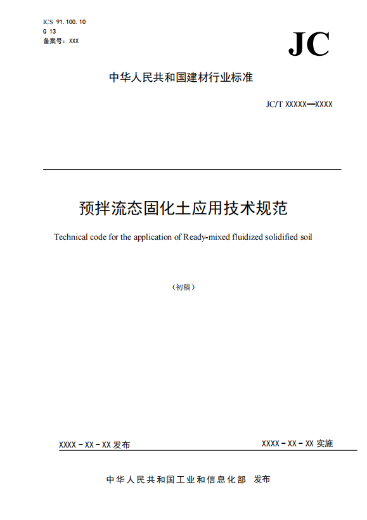 ICS 91.100.10
Q 13
备案号：XXX
JC
中华人民共和国建材行业标准
JC/T XXXXX—XXXX
预拌流态固化土应用技术规范
Technical code for the application of Ready-mixed fluidized solidified soil
（初稿）
XXXX-XX-XX 发布
XXXX-XX-XX 实施
中华人民共和国工业和信息化部 发布